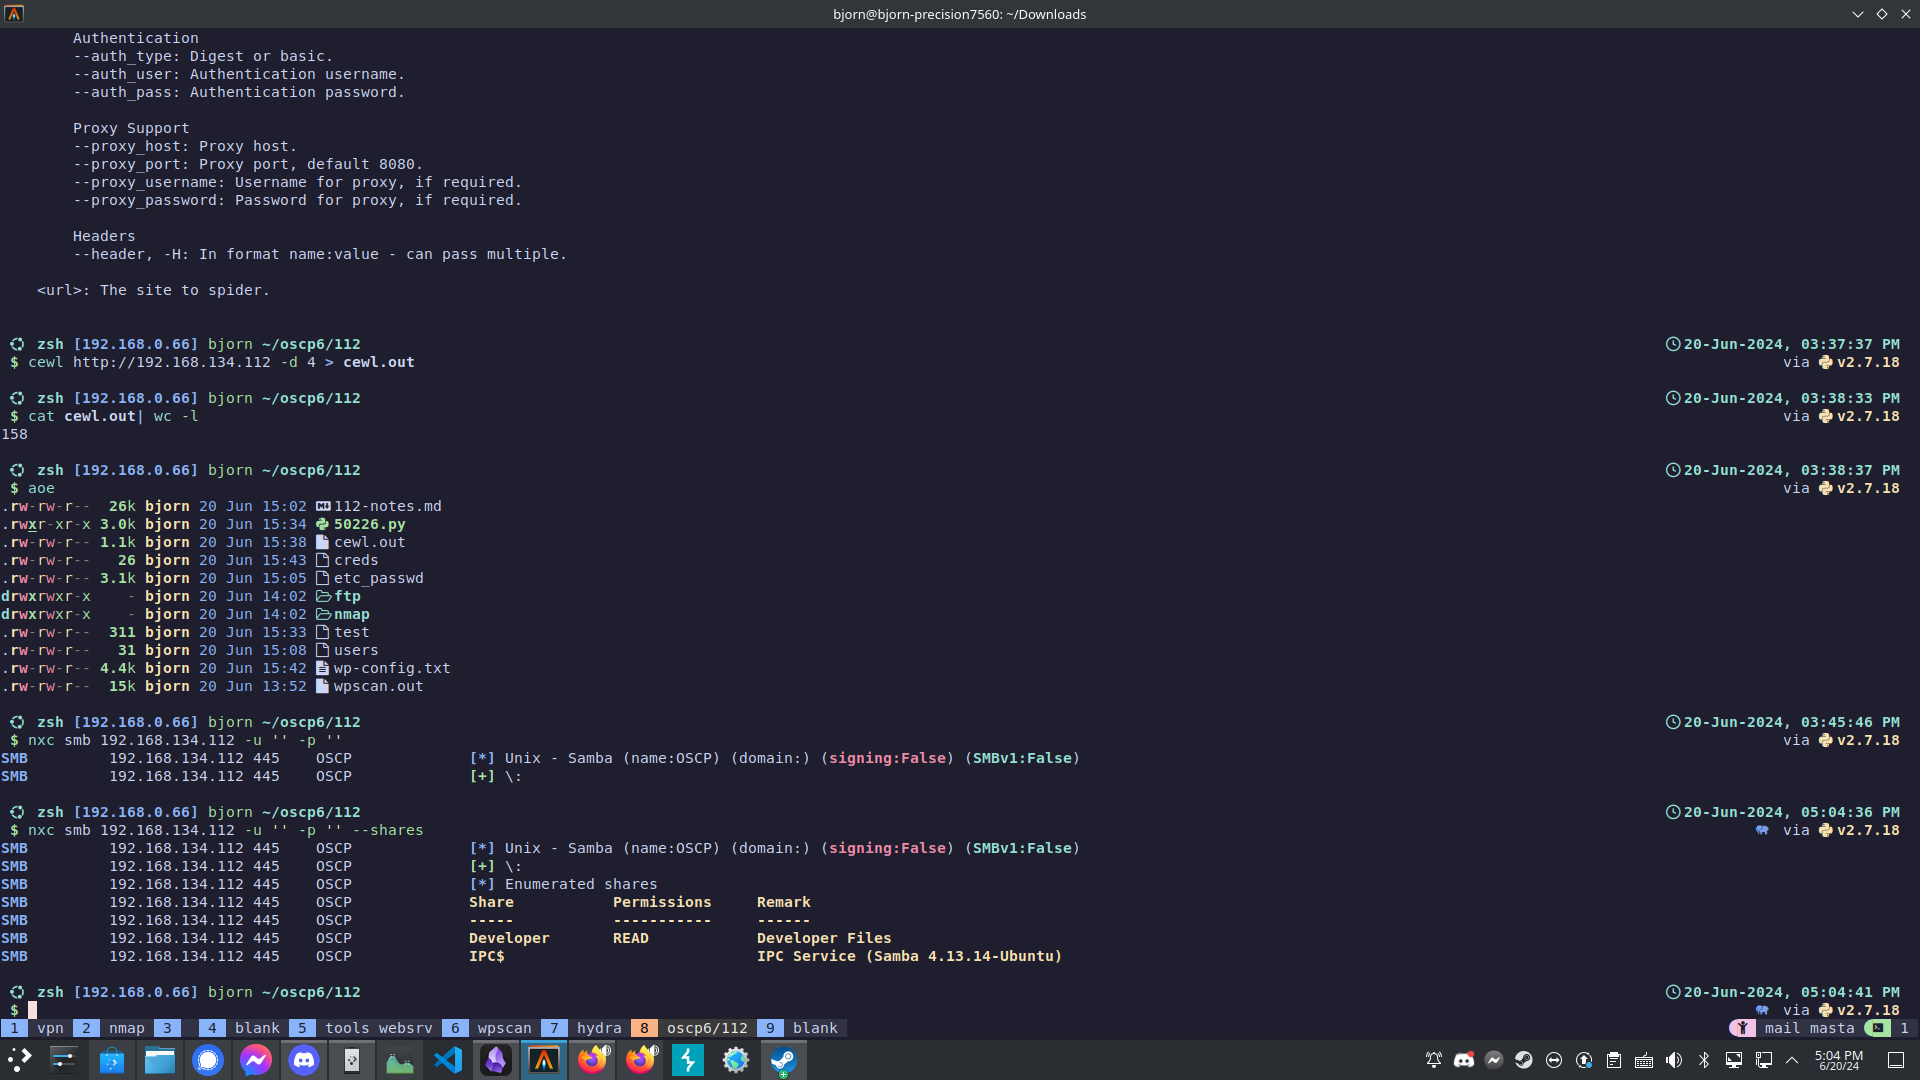 bjorn@bjorn-precision7560: ~/Downloads
Authentication
--auth_type: Digest or basic.
--auth_user: Authentication username.
--auth_pass: Authentication password.
Proxy Support
--proxy_host: Proxy host.
--proxy_port: Proxy port, default 8080.
--proxy_username: Username for proxy, if required.
--proxy_password: Password for proxy, if required.
Headers
--header, -H: In format name:value - can pass multiple.
<url>: The site to spider.
zsh [192.168.0.66] bjorn ~/oscp6/112 20-Jun-2024, 03:37:37 PM
$ cewl http://192.168.134.112 -d 4 > cewl.out via v2.7.18
zsh [192.168.0.66] bjorn ~/oscp6/112 20-Jun-2024, 03:38:33 PM
$ cat cewl.out| wc -l via v2.7.18
158
zsh [192.168.0.66] bjorn ~/oscp6/112 20-Jun-2024, 03:38:37 PM
$ aoe via v2.7.18
.rw-rw-r-- 26k bjorn 20 Jun 15:02 112-notes.md
.rwxr-xr-x 3.0k bjorn 20 Jun 15:34 50226.py
.rw-rw-r-- 1.1k bjorn 20 Jun 15:38 cewl.out
.rw-rw-r-- 26 bjorn 20 Jun 15:43 creds
.rw-rw-r-- 3.1k bjorn 20 Jun 15:05 etc_passwd
drwxrwxr-x - bjorn 20 Jun 14:02 ftp
drwxrwxr-x - bjorn 20 Jun 14:02 nmap
.rw-rw-r-- 311 bjorn 20 Jun 15:33 test
.rw-rw-r-- 31 bjorn 20 Jun 15:08 users
.rw-rw-r-- 4.4k bjorn 20 Jun 15:42 wp-config.txt
.rw-rw-r-- 15k bjorn 20 Jun 13:52 wpscan.out
zsh [192.168.0.66] bjorn ~/oscp6/112 20-Jun-2024, 03:45:46 PM
$ nxc smb 192.168.134.112 -u '' -p '' via v2.7.18
SMB 192.168.134.112 445 OSCP [*] Unix - Samba (name:OSCP) (domain:) (signing:False) (SMBv1:False)
SMB 192.168.134.112 445 OSCP [+] \:
zsh [192.168.0.66] bjorn ~/oscp6/112 20-Jun-2024, 05:04:36 PM
$ nxc smb 192.168.134.112 -u '' -p '' --shares via v2.7.18
SMB 192.168.134.112 445 OSCP [*] Unix - Samba (name:OSCP) (domain:) (signing:False) (SMBv1:False)
SMB 192.168.134.112 445 OSCP [+] \:
SMB 192.168.134.112 445 OSCP [*] Enumerated shares
SMB 192.168.134.112 445 OSCP Share Permissions Remark
SMB 192.168.134.112 445 OSCP ----- ----------- ------
SMB 192.168.134.112 445 OSCP Developer READ Developer Files
SMB 192.168.134.112 445 OSCP IPC$ IPC Service (Samba 4.13.14-Ubuntu)
zsh [192.168.0.66] bjorn ~/oscp6/112 20-Jun-2024, 05:04:41 PM
$ via v2.7.18
1 vpn 2 nmap 3 4 blank 5 tools websrv 6 wpscan 7 hydra 8 oscp6/112 9 blank mail masta 1
5:04 PM
6/20/24